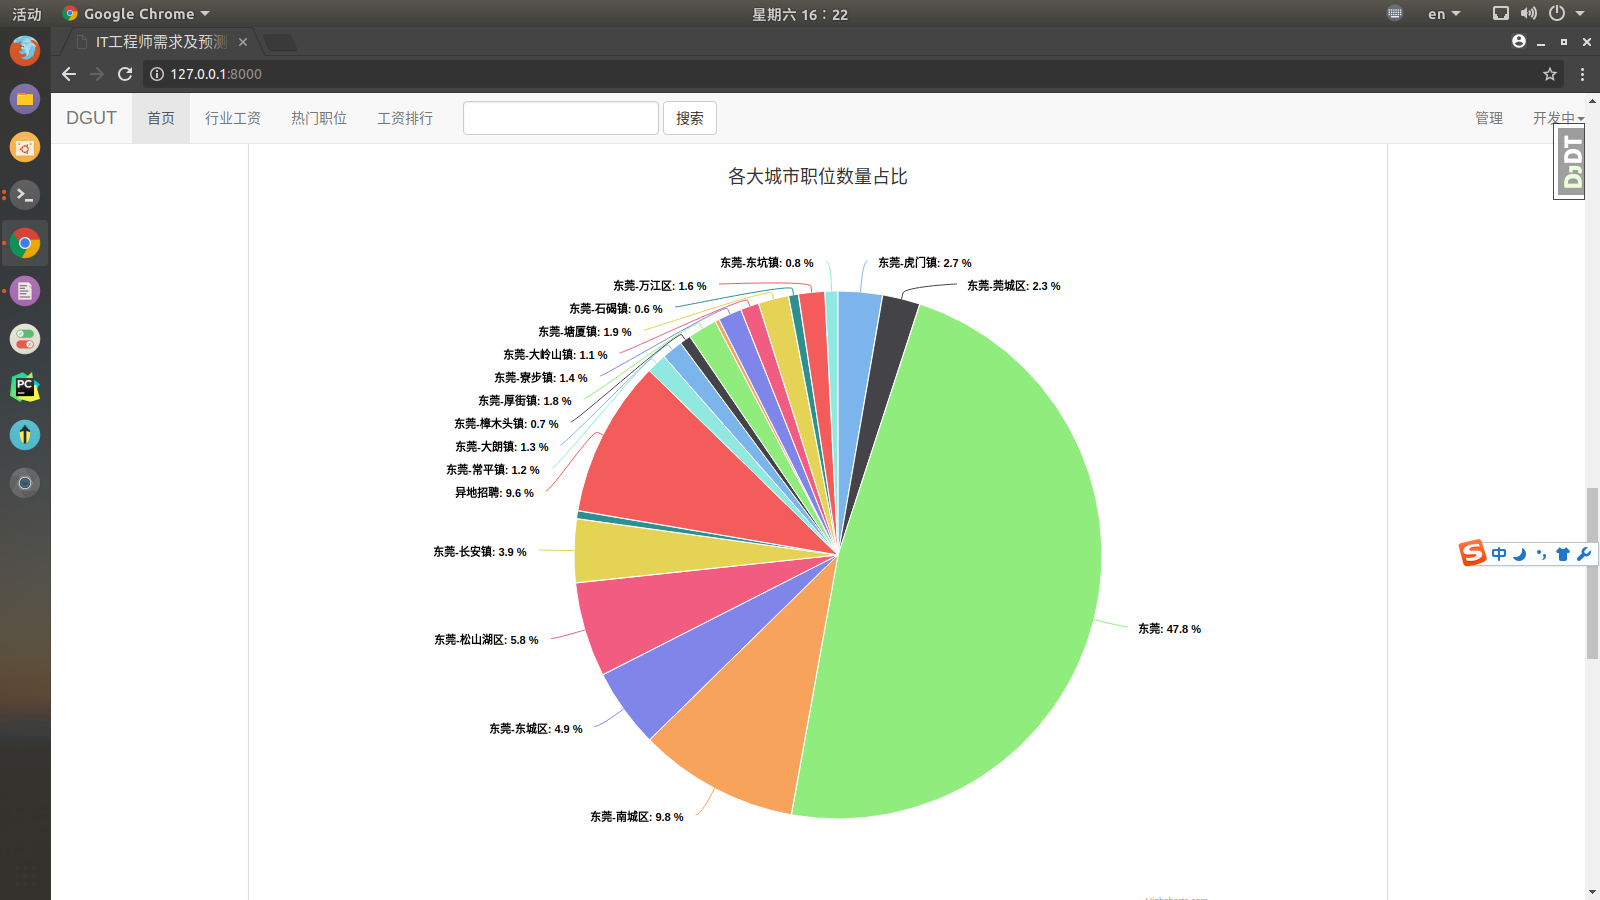 活动
Google Chrome
星期六 16：22
en
IT工程师需求及预测
127.0.0.1:8000
DGUT
首页
行业工资
热门职位
工资排行
搜索
管理
开发中
DJDT
各大城市职位数量占比
东莞-东坑镇: 0.8 %
东莞-虎门镇: 2.7 %
东莞-万江区: 1.6 %
东莞-莞城区: 2.3 %
东莞-石碣镇: 0.6 %
东莞-塘厦镇: 1.9 %
东莞-大岭山镇: 1.1 %
东莞-寮步镇: 1.4 %
东莞-厚街镇: 1.8 %
东莞-樟木头镇: 0.7 %
东莞-大朗镇: 1.3 %
东莞-常平镇: 1.2 %
异地招聘: 9.6 %
东莞-长安镇: 3.9 %
中
东莞: 47.8 %
东莞-松山湖区: 5.8 %
东莞-东城区: 4.9 %
东莞-南城区: 9.8 %